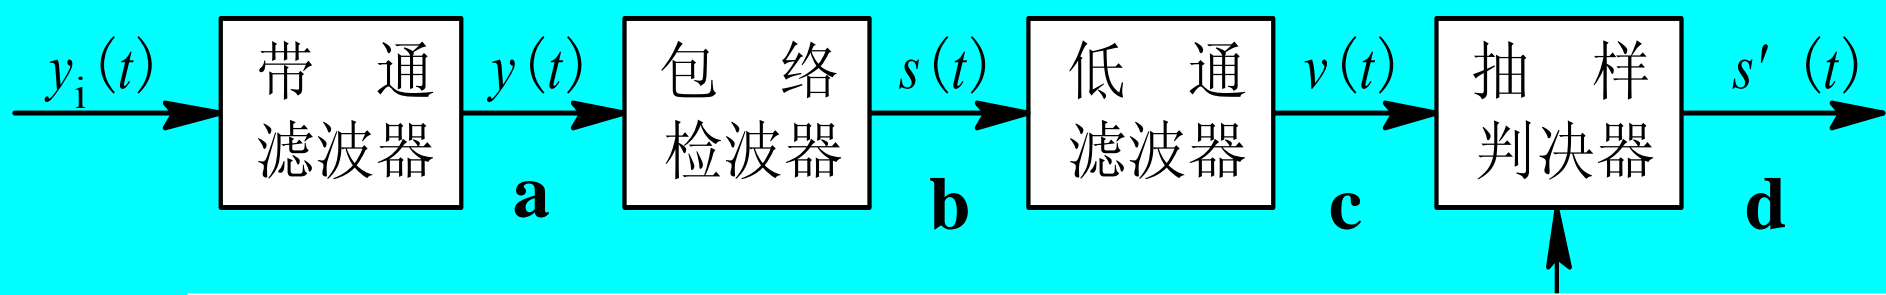 yi(t)
带 通
滤波器
y(t)
a
包 络
检波器
s(t)
b
低 通
滤波器
v(t)
c
抽 样
判决器
s′ (t)
d